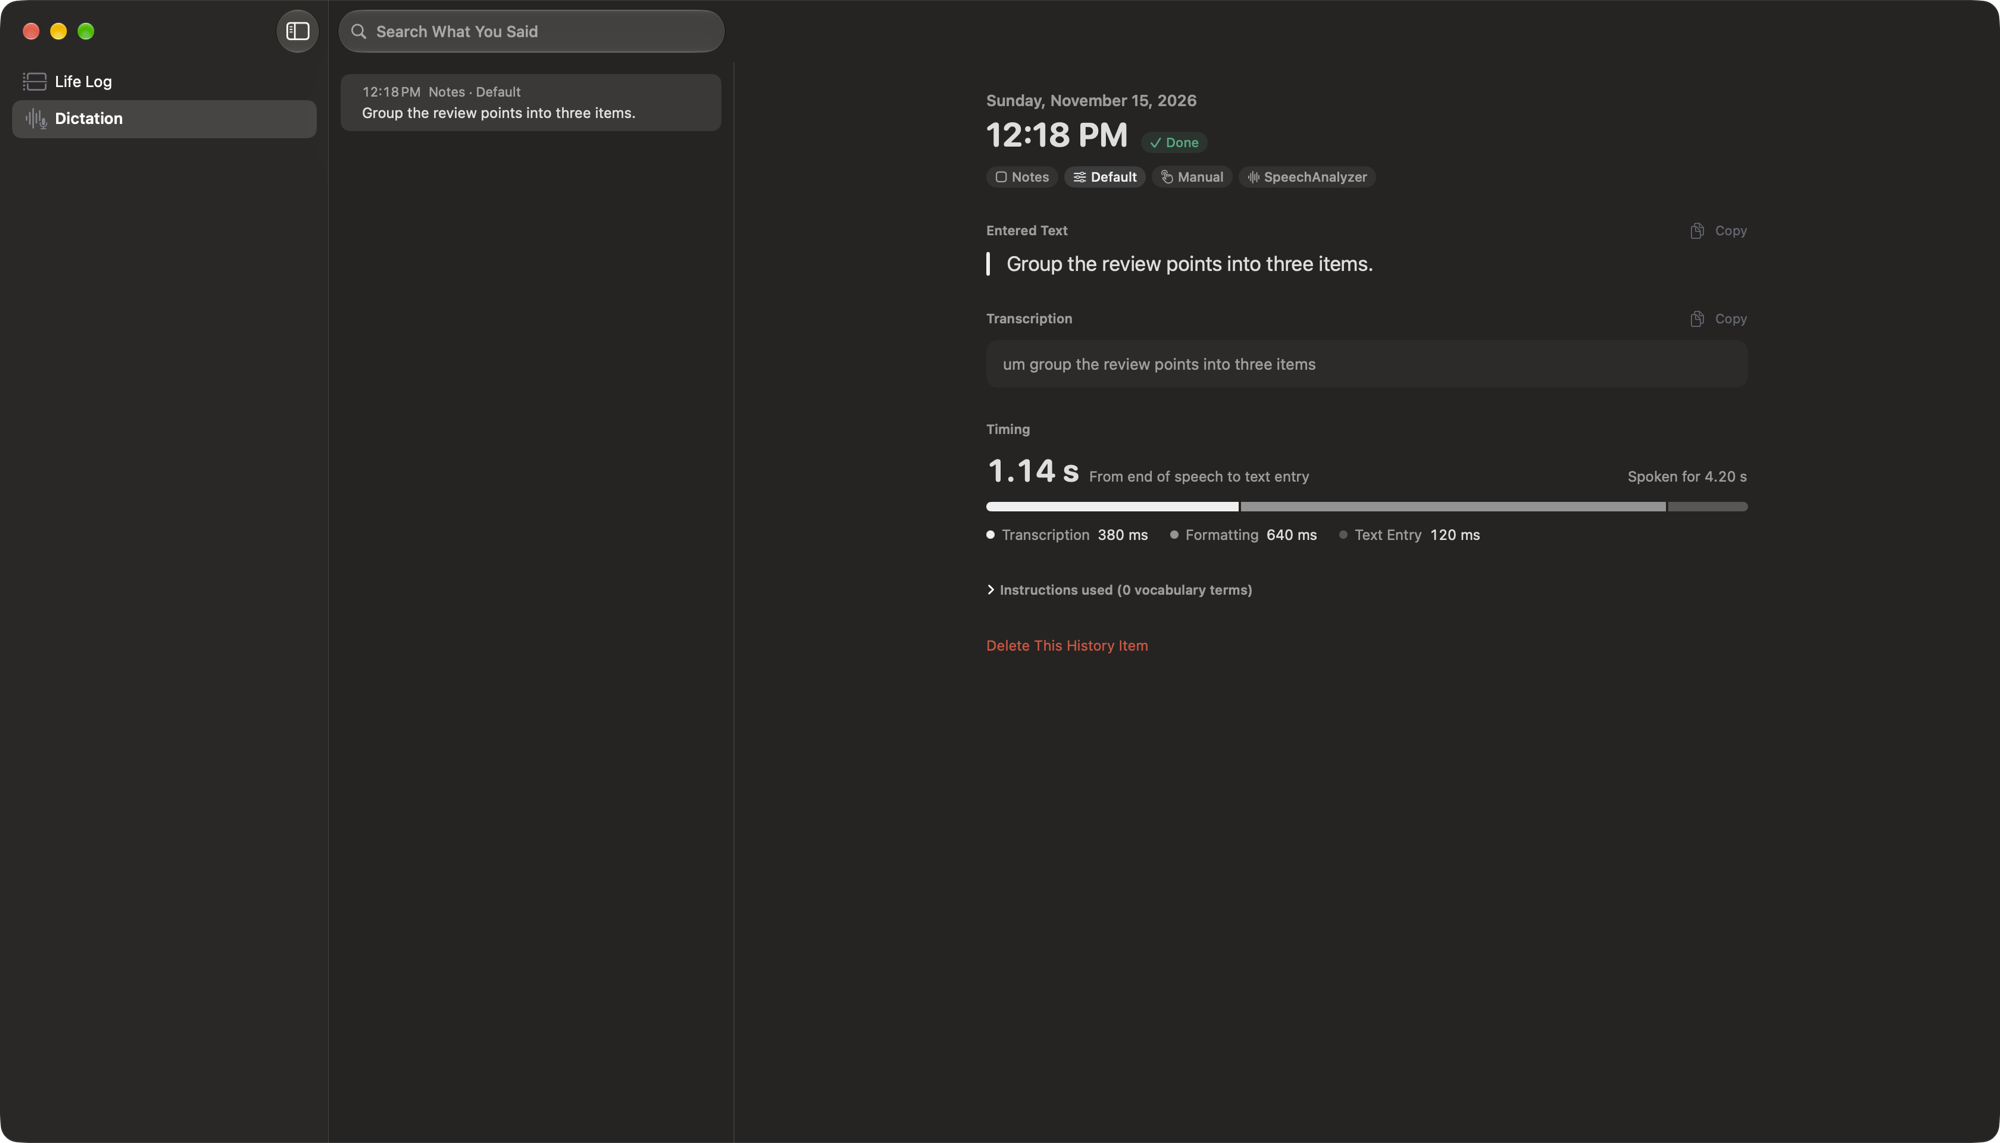 Search What You Said
Life Log
Dictation
12:18 PM Notes · Default
Group the review points into three items.
Sunday, November 15, 2026
12:18 PM Done
Notes Default Manual SpeechAnalyzer
Entered Text Copy
Group the review points into three items.
Transcription Copy
um group the review points into three items
Timing
1.14 s From end of speech to text entry Spoken for 4.20 s
Transcription 380 ms Formatting 640 ms Text Entry 120 ms
Instructions used (0 vocabulary terms)
Delete This History Item